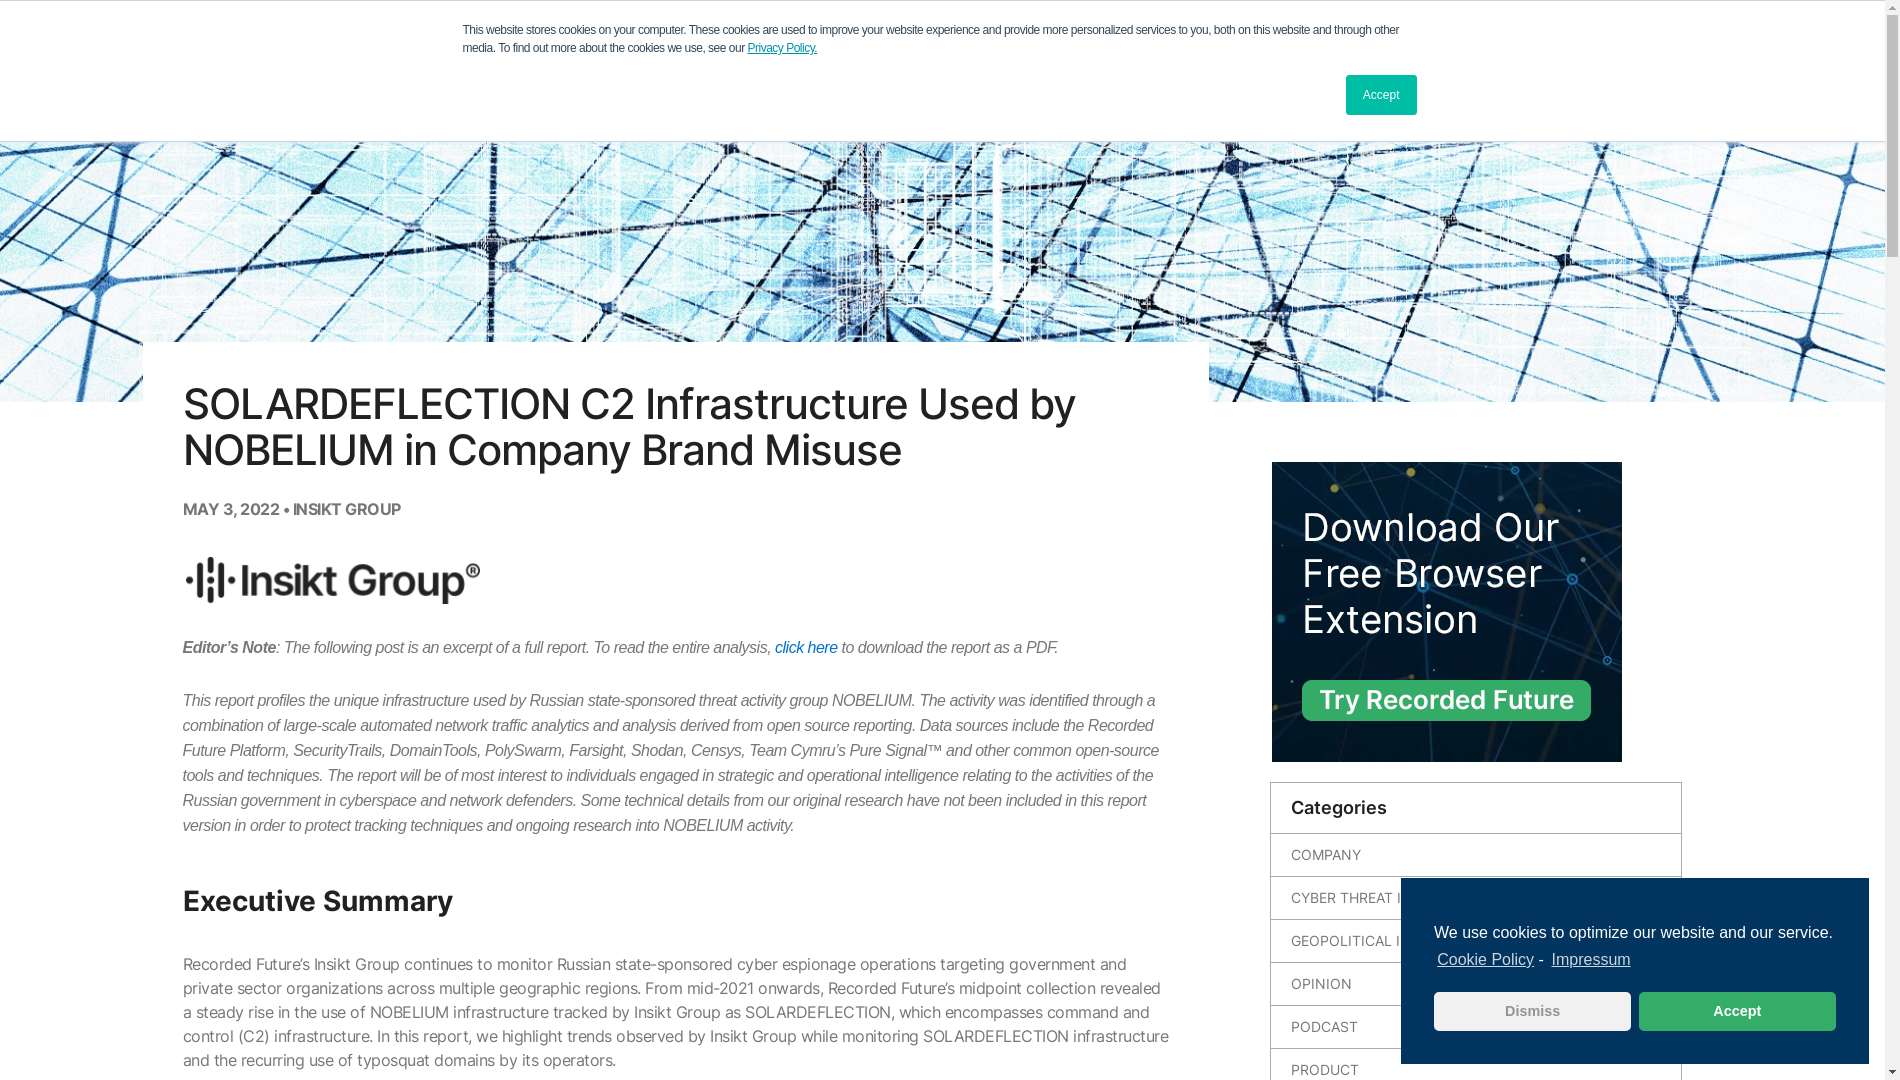 This website stores cookies on your computer. These cookies are used to improve your website experience and provide more personalized services to you, both on this website and through other
media. To find out more about the cookies we use, see our Privacy Policy.
Accept
SOLARDEFLECTION C2 Infrastructure Used by
NOBELIUM in Company Brand Misuse
MAY 3, 2022 • INSIKT GROUP
Insikt Group®
Editor’s Note: The following post is an excerpt of a full report. To read the entire analysis, click here to download the report as a PDF.
This report profiles the unique infrastructure used by Russian state-sponsored threat activity group NOBELIUM. The activity was identified through a
combination of large-scale automated network traffic analytics and analysis derived from open source reporting. Data sources include the Recorded
Future Platform, SecurityTrails, DomainTools, PolySwarm, Farsight, Shodan, Censys, Team Cymru’s Pure Signal™ and other common open-source
tools and techniques. The report will be of most interest to individuals engaged in strategic and operational intelligence relating to the activities of the
Russian government in cyberspace and network defenders. Some technical details from our original research have not been included in this report
version in order to protect tracking techniques and ongoing research into NOBELIUM activity.
Executive Summary
Recorded Future’s Insikt Group continues to monitor Russian state-sponsored cyber espionage operations targeting government and
private sector organizations across multiple geographic regions. From mid-2021 onwards, Recorded Future’s midpoint collection revealed
a steady rise in the use of NOBELIUM infrastructure tracked by Insikt Group as SOLARDEFLECTION, which encompasses command and
control (C2) infrastructure. In this report, we highlight trends observed by Insikt Group while monitoring SOLARDEFLECTION infrastructure
and the recurring use of typosquat domains by its operators.
Download Our
Free Browser
Extension
Try Recorded Future
Categories
COMPANY
CYBER THREAT
GEOPOLITICAL
OPINION
PODCAST
PRODUCT
We use cookies to optimize our website and our service.
Cookie Policy - Impressum
Dismiss
Accept